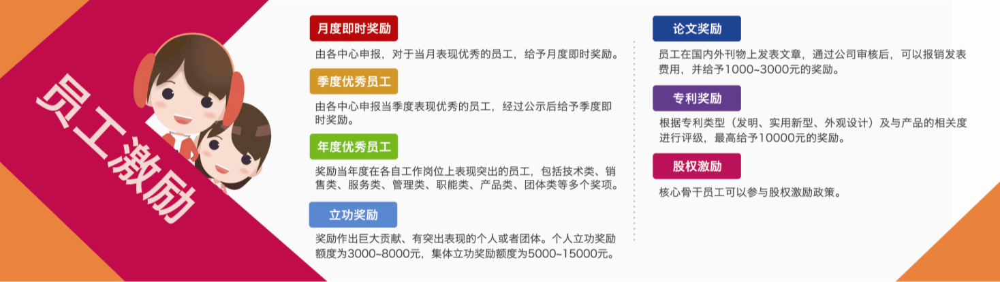 员工激励
月度即时奖励
由各中心申报，对于当月表现优秀的员工，给予月度即时奖励。
季度优秀员工
由各中心申报当季度表现优秀的员工，经过公示后给予季度即
时奖励。
年度优秀员工
奖励当年度在各自工作岗位上表现突出的员工，包括技术类、销
售类、服务类、管理类、职能类、产品类、团体类等多个奖项。
立功奖励
奖励作出巨大贡献、有突出表现的个人或者团体。个人立功奖励
额度为3000~8000元，集体立功奖励额度为5000~15000元。
论文奖励
员工在国内外刊物上发表文章，通过公司审核后，可以报销发表
费用，并给予1000~3000元的奖励。
专利奖励
根据专利类型（发明、实用新型、外观设计）及与产品的相关度
进行评级，最高给予10000元的奖励。
股权激励
核心骨干员工可以参与股权激励政策。